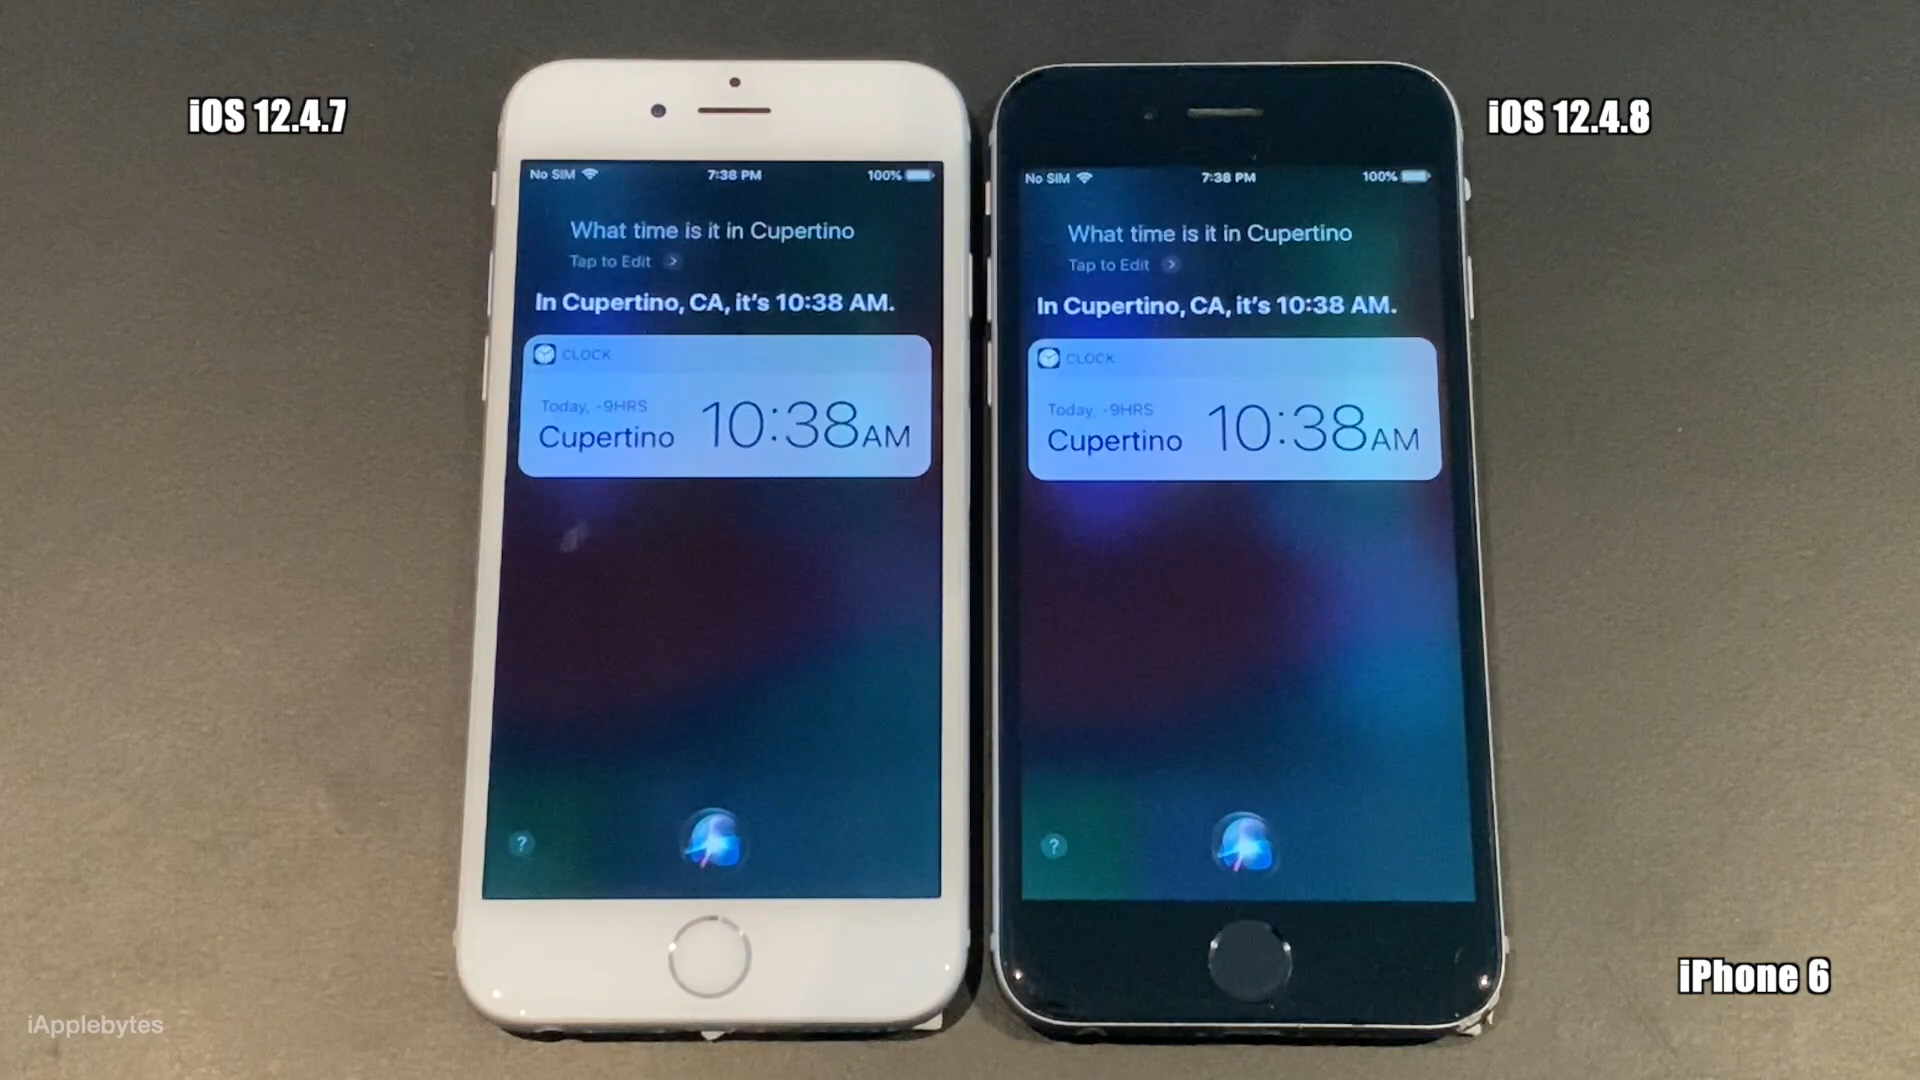 iOS 12.4.7
iOS 12.4.8
No SIM 7:38 PM 100%
What time is it in Cupertino
Tap to Edit >
In Cupertino, CA, it's 10:38 AM.
CLOCK
Today, -9HRS
Cupertino 10:38AM
?
No SIM 7:38 PM 100%
What time is it in Cupertino
Tap to Edit >
In Cupertino, CA, it's 10:38 AM.
CLOCK
Today, -9HRS
Cupertino 10:38AM
?
iPhone 6
iApplebytes